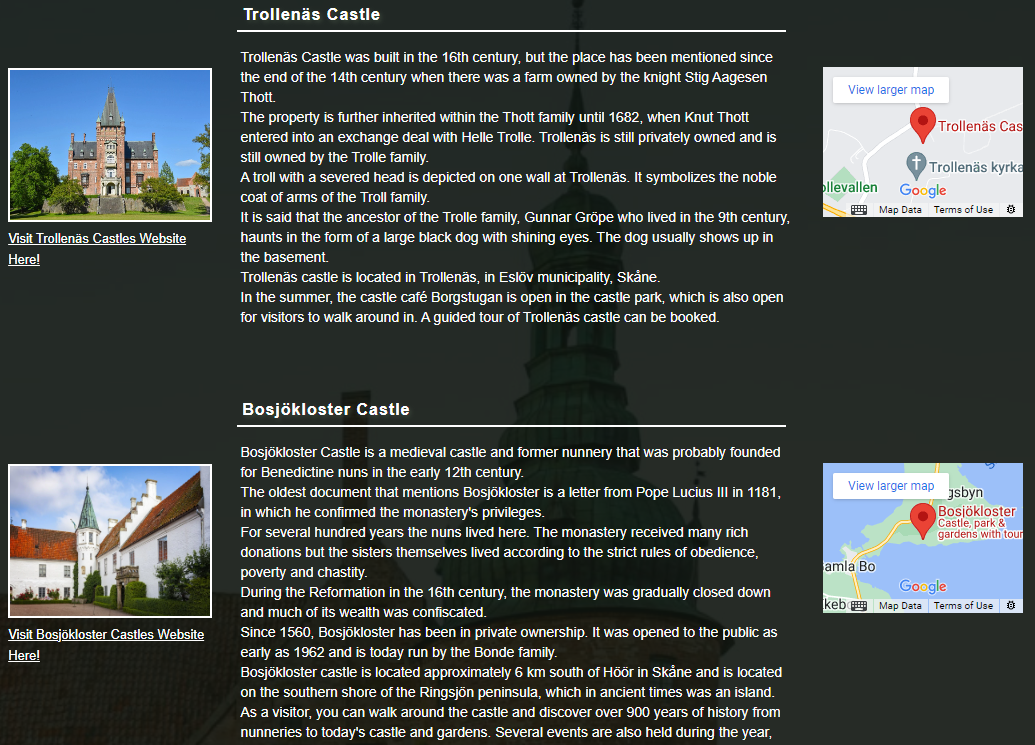 Trollenäs Castle
Trollenäs Castle was built in the 16th century, but the place has been mentioned since
the end of the 14th century when there was a farm owned by the knight Stig Aagesen
Thott.
The property is further inherited within the Thott family until 1682, when Knut Thott
entered into an exchange deal with Helle Trolle. Trollenäs is still privately owned and is
still owned by the Trolle family.
A troll with a severed head is depicted on one wall at Trollenäs. It symbolizes the noble
coat of arms of the Troll family.
It is said that the ancestor of the Trolle family, Gunnar Gröpe who lived in the 9th century,
haunts in the form of a large black dog with shining eyes. The dog usually shows up in
the basement.
Trollenäs castle is located in Trollenäs, in Eslöv municipality, Skåne.
In the summer, the castle café Borgstugan is open in the castle park, which is also open
for visitors to walk around in. A guided tour of Trollenäs castle can be booked.
Visit Trollenäs Castles Website
Here!
View larger map
Trollenäs Cas
Trollenäs kyrka
ollevallen
Google
Map Data Terms of Use
Bosjökloster Castle
Bosjökloster Castle is a medieval castle and former nunnery that was probably founded
for Benedictine nuns in the early 12th century.
The oldest document that mentions Bosjökloster is a letter from Pope Lucius III in 1181,
in which he confirmed the monastery's privileges.
For several hundred years the nuns lived here. The monastery received many rich
donations but the sisters themselves lived according to the strict rules of obedience,
poverty and chastity.
During the Reformation in the 16th century, the monastery was gradually closed down
and much of its wealth was confiscated.
Since 1560, Bosjökloster has been in private ownership. It was opened to the public as
early as 1962 and is today run by the Bonde family.
Bosjökloster castle is located approximately 6 km south of Höör in Skåne and is located
on the southern shore of the Ringsjön peninsula, which in ancient times was an island.
As a visitor, you can walk around the castle and discover over 900 years of history from
nunneries to today's castle and gardens. Several events are also held during the year,
Visit Bosjökloster Castles Website
Here!
View larger map
gsbyn
Bosjökloster
Castle, park &
gardens with tour
amla Bo
Google
keb
Map Data Terms of Use